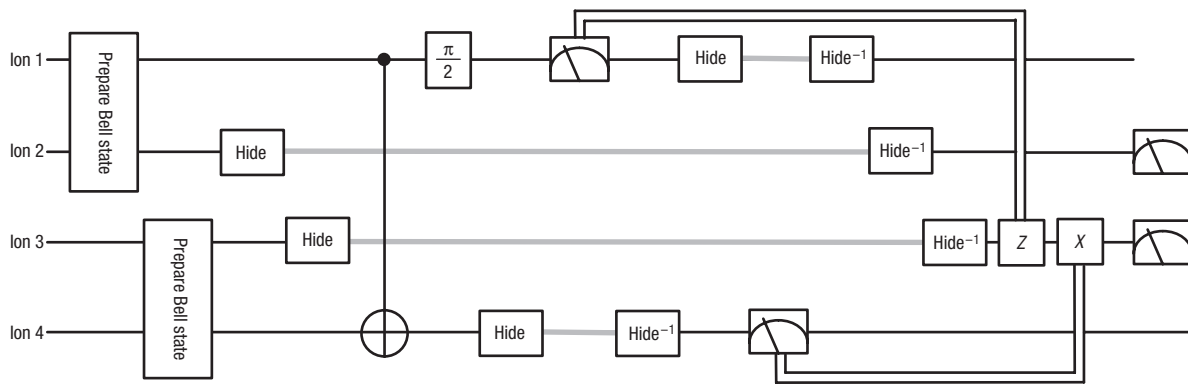 Ion 1
Prepare Bell state
π/2
Hide
Hide⁻¹
Ion 2
Hide
Hide⁻¹
Ion 3
Prepare Bell state
Hide
Hide⁻¹
Z
X
Ion 4
Hide
Hide⁻¹